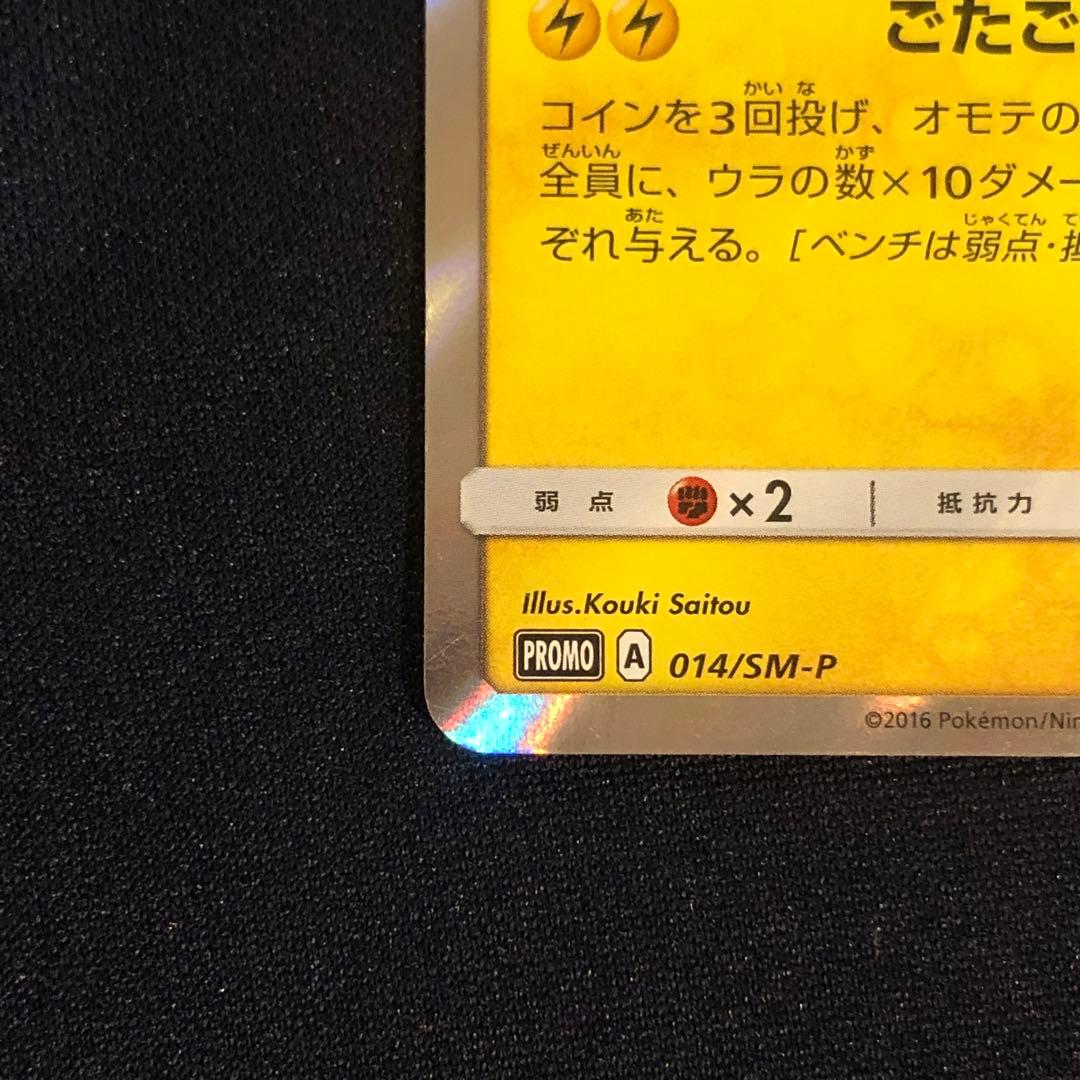 ごたご
コインを3回投げ、オモテの
全員に、ウラの数×10ダメー
ぞれ与える。[ベンチは弱点・抵
弱点 ×2 抵抗力
Illus.Kouki Saitou
PROMO A 014/SM-P
©2016 Pokémon/Nin